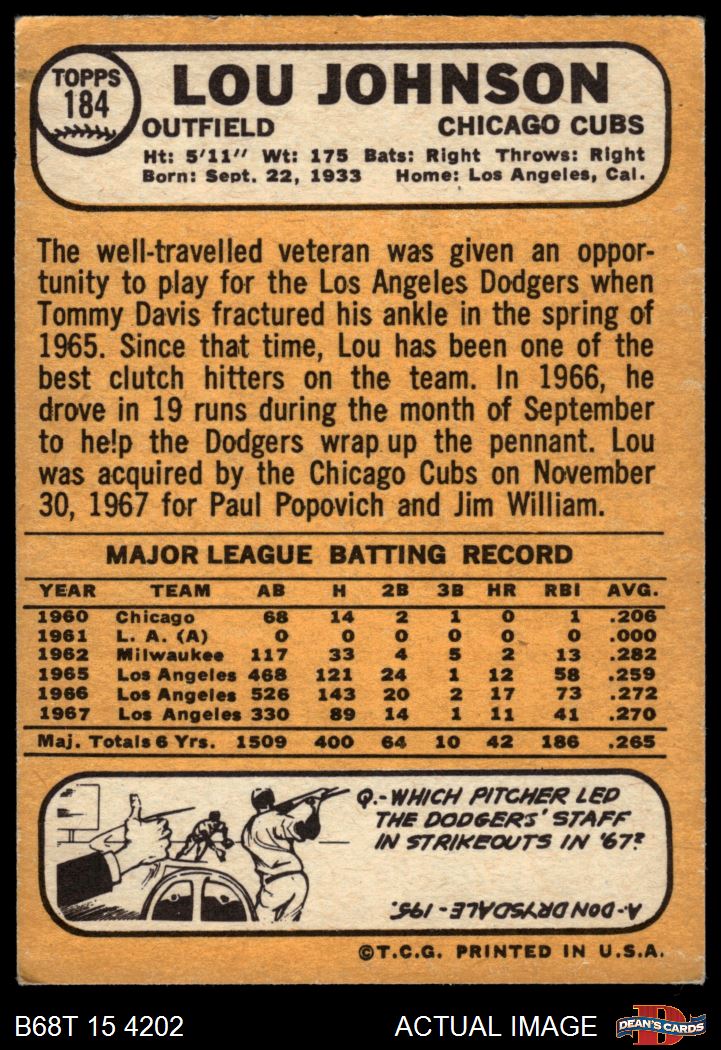 TOPPS
184
LOU JOHNSON
OUTFIELD CHICAGO CUBS
Ht: 5'11" Wt: 175 Bats: Right Throws: Right
Born: Sept. 22, 1933 Home: Los Angeles, Cal.
The well-travelled veteran was given an oppor-
tunity to play for the Los Angeles Dodgers when
Tommy Davis fractured his ankle in the spring of
1965. Since that time, Lou has been one of the
best clutch hitters on the team. In 1966, he
drove in 19 runs during the month of September
to help the Dodgers wrap up the pennant. Lou
was acquired by the Chicago Cubs on November
30, 1967 for Paul Popovich and Jim William.
MAJOR LEAGUE BATTING RECORD
YEAR TEAM AB H 2B 3B HR RBI AVG.
1960 Chicago 68 14 2 1 0 1 .206
1961 L. A. (A) 0 0 0 0 0 0 .000
1962 Milwaukee 117 33 4 5 2 13 .282
1965 Los Angeles 468 121 24 1 12 58 .259
1966 Los Angeles 526 143 20 2 17 73 .272
1967 Los Angeles 330 89 14 1 11 41 .270
Maj. Totals 6 Yrs. 1509 400 64 10 42 186 .265
Q.-WHICH PITCHER LED
THE DODGERS' STAFF
IN STRIKEOUTS IN '67?
A-DON DRYSDALE-196.
©T.C.G. PRINTED IN U.S.A.
B68T 15 4202 ACTUAL IMAGE D DEAN'S CARDS